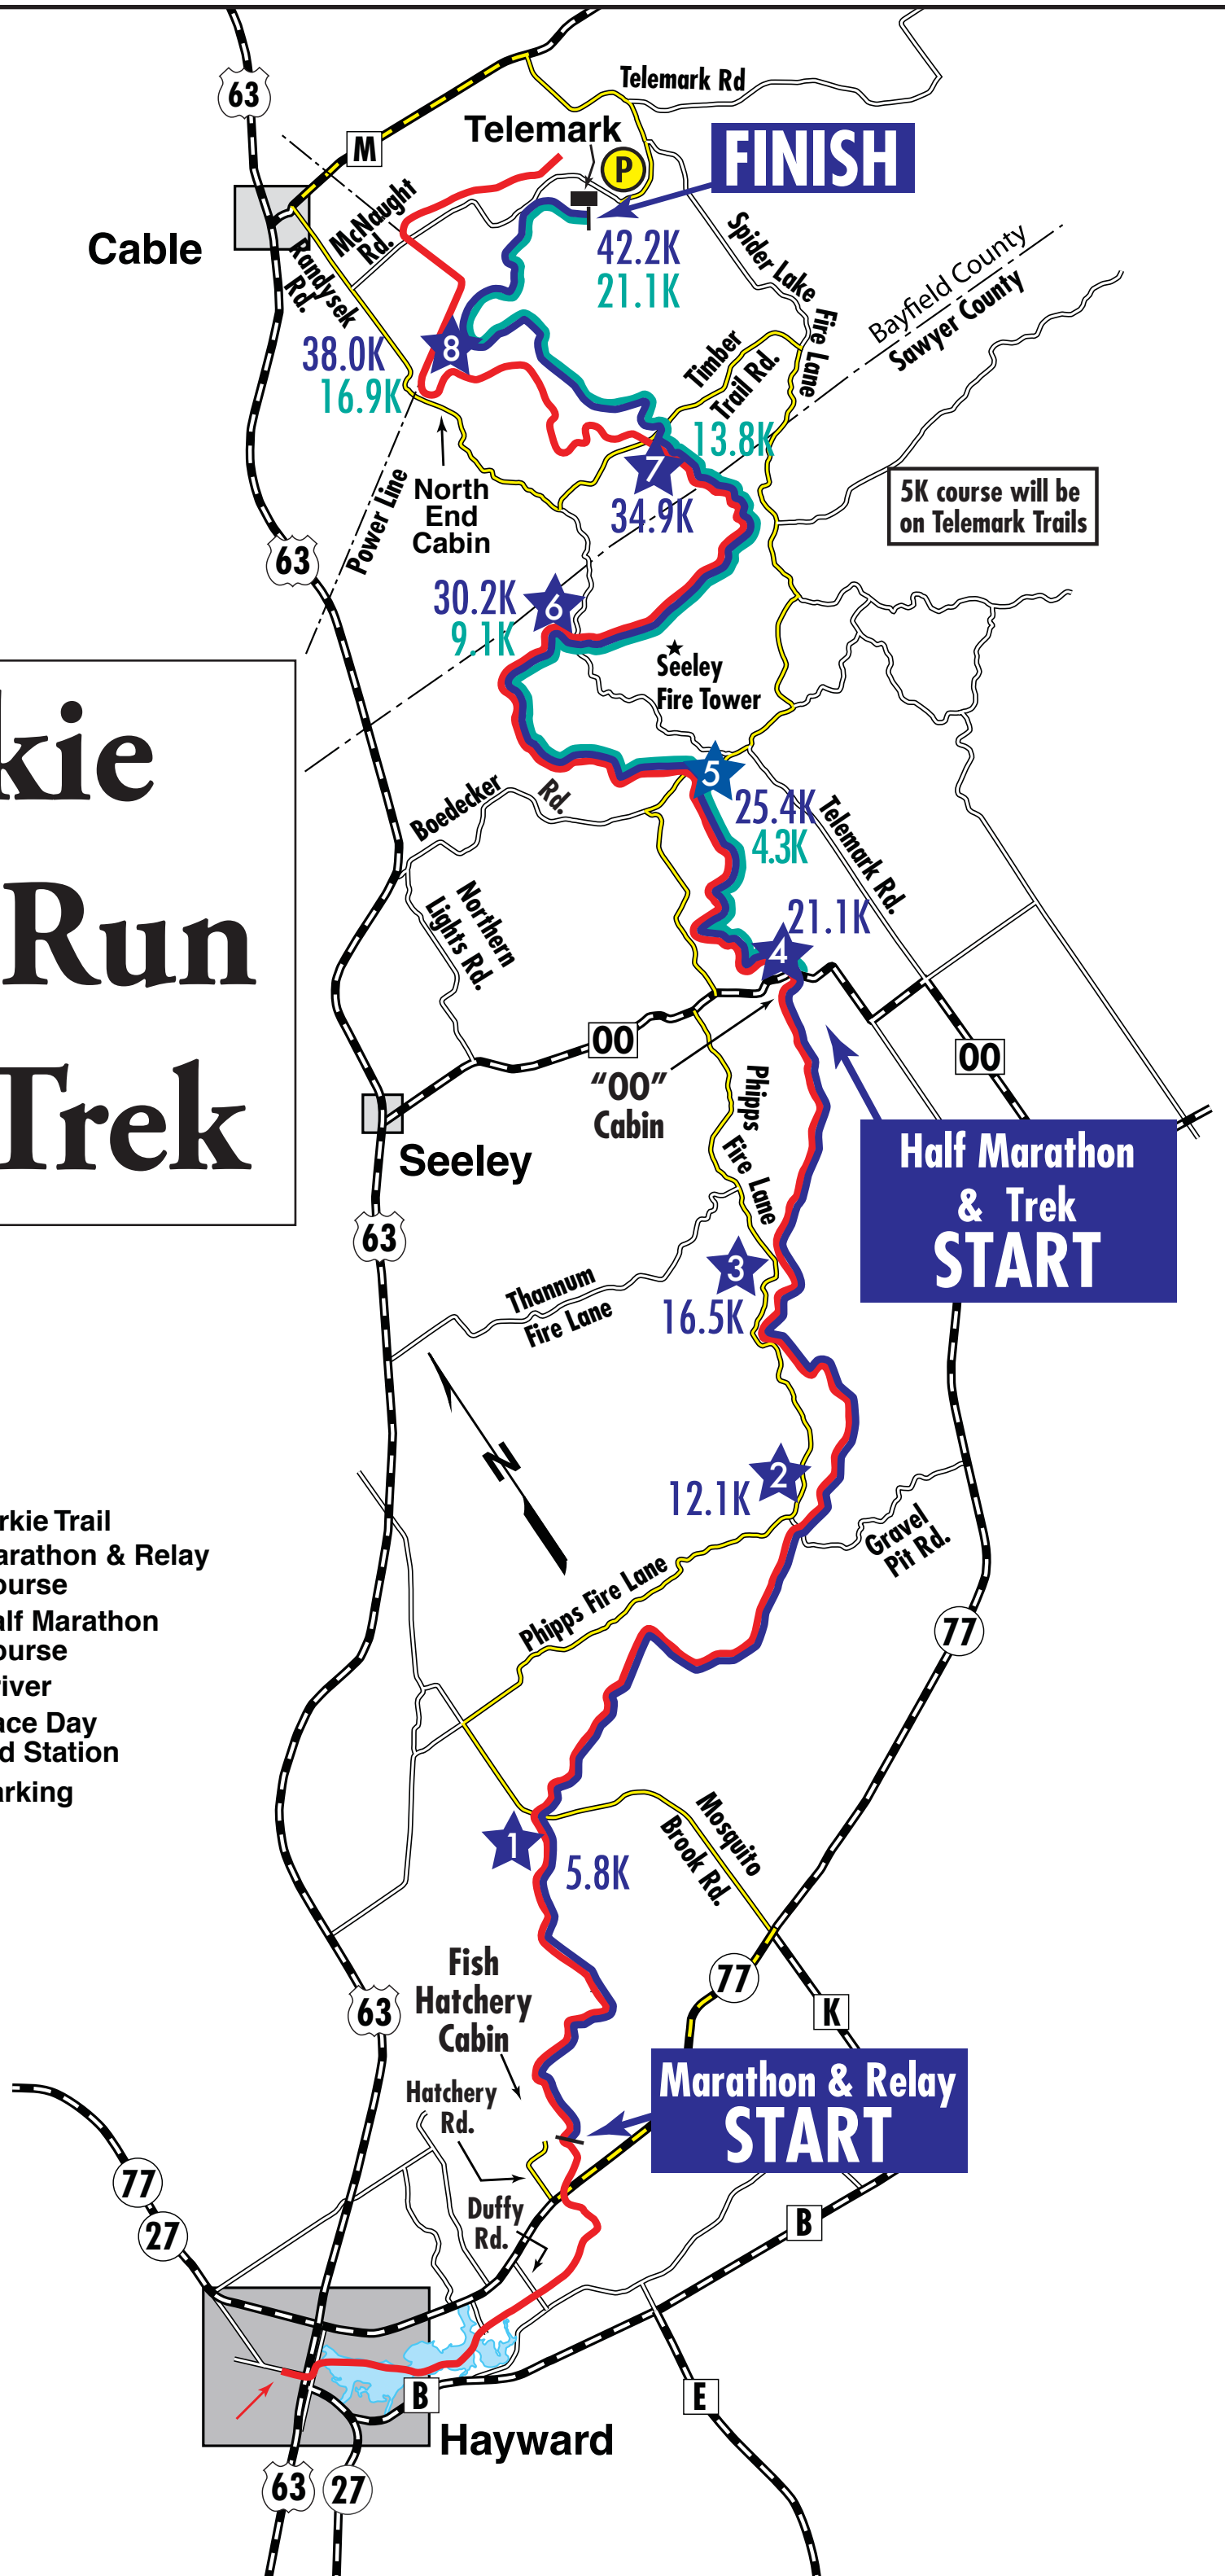 Telemark Rd
63
M
Telemark
P
FINISH
McNaught
Rd.
Cable
42.2K
21.1K
Spider Lake
Fire Lane
Randysek
Rd.
Bayfield County
Sawyer County
38.0K
16.9K
8
Timber
Trail Rd.
13.8K
7
34.9K
North
End
Cabin
Power Line
5K course will be
on Telemark Trails
63
30.2K
9.1K
6
Seeley
Fire Tower
kie
Run
Trek
5
25.4K
4.3K
Boedecker
Rd.
Telemark Rd.
Northern
Lights Rd.
21.1K
4
OO
OO
"OO"
Cabin
Phipps
Fire Lane
Seeley
Half Marathon
& Trek
START
63
3
16.5K
Thannum
Fire Lane
N
2
12.1K
Gravel
Pit Rd.
rkie Trail
arathon & Relay
ourse
alf Marathon
ourse
iver
ace Day
d Station
arking
Phipps Fire Lane
77
Mosquito
Brook Rd.
1
5.8K
Fish
Hatchery
Cabin
77
63
K
Marathon & Relay
START
Hatchery
Rd.
77
27
Duffy
Rd.
B
B
E
Hayward
63
27